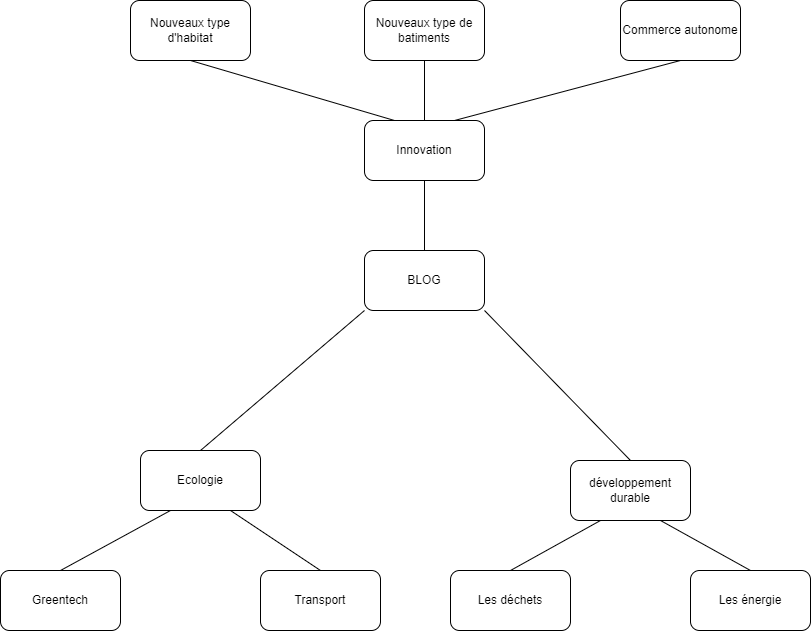 Nouveaux type
d'habitat
Nouveaux type de
batiments
Commerce autonome
Innovation
BLOG
Ecologie
développement
durable
Greentech
Transport
Les déchets
Les énergie